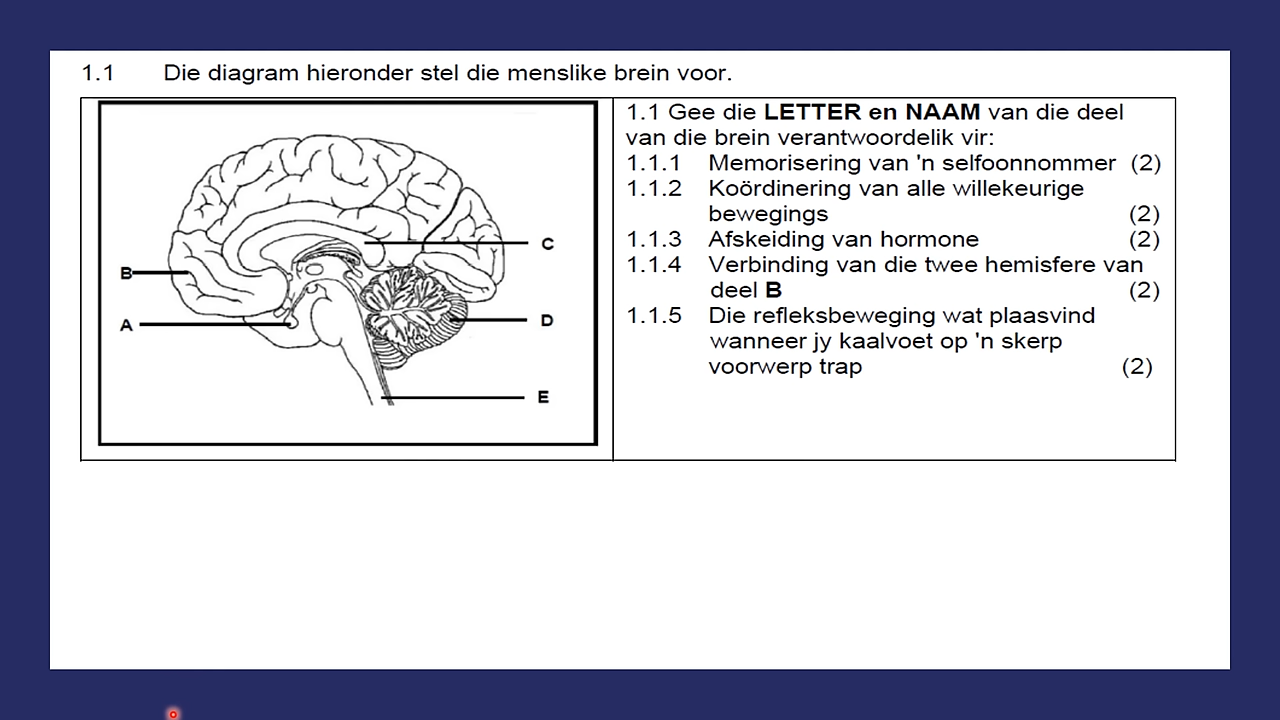 1.1 Die diagram hieronder stel die menslike brein voor.
C
B
A
D
E
1.1 Gee die LETTER en NAAM van die deel
van die brein verantwoordelik vir:
1.1.1 Memorisering van 'n selfoonnommer (2)
1.1.2 Koördinering van alle willekeurige
bewegings (2)
1.1.3 Afskeiding van hormone (2)
1.1.4 Verbinding van die twee hemisfere van
deel B (2)
1.1.5 Die refleksbeweging wat plaasvind
wanneer jy kaalvoet op 'n skerp
voorwerp trap (2)